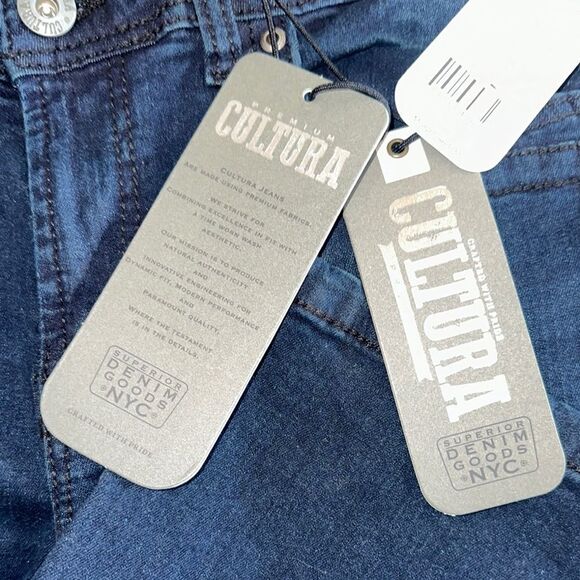 CULTURA
PREMIUM
CULTURA
CULTURA JEANS
ARE MADE USING PREMIUM FABRICS.
WE STRIVE FOR
COMBINING EXCELLENCE IN FIT WITH
A TIME WORN WASH
AESTHETIC.
OUR MISSION IS TO PRODUCE
NATURAL AUTHENTICITY
INNOVATIVE ENGINEERING FOR
DYNAMIC FIT, MODERN PERFORMANCE
AND
PARAMOUNT QUALITY,
WHERE THE TESTAMENT
IS IN THE DETAILS.
SUPERIOR
DENIM
GOODS
NYC
CRAFTED WITH PRIDE
CULTURA
CRAFTED WITH PRIDE
SUPERIOR
DENIM
GOODS
NYC